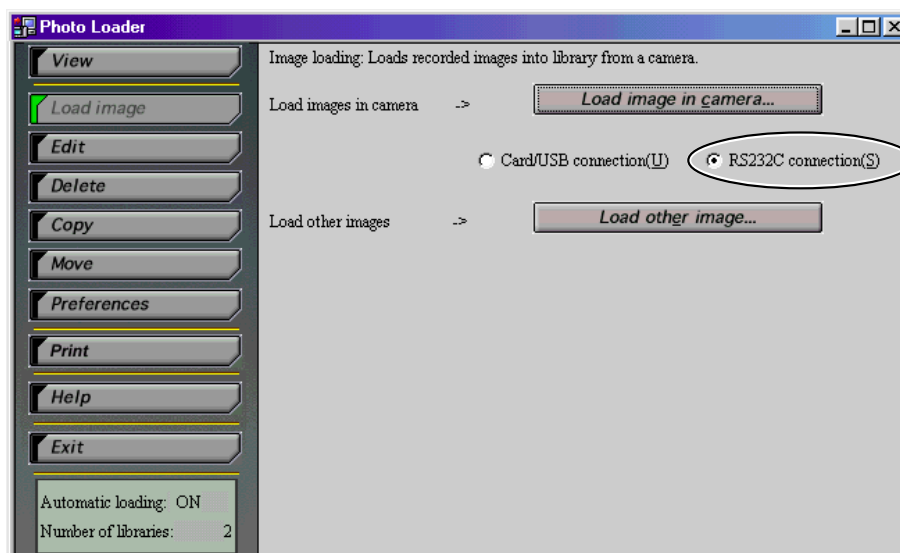 Photo Loader
View
Load image
Edit
Delete
Copy
Move
Preferences
Print
Help
Exit
Automatic loading: ON
Number of libraries: 2
Image loading: Loads recorded images into library from a camera.
Load images in camera -> Load image in camera...
Card/USB connection(U) RS232C connection(S)
Load other images -> Load other image...